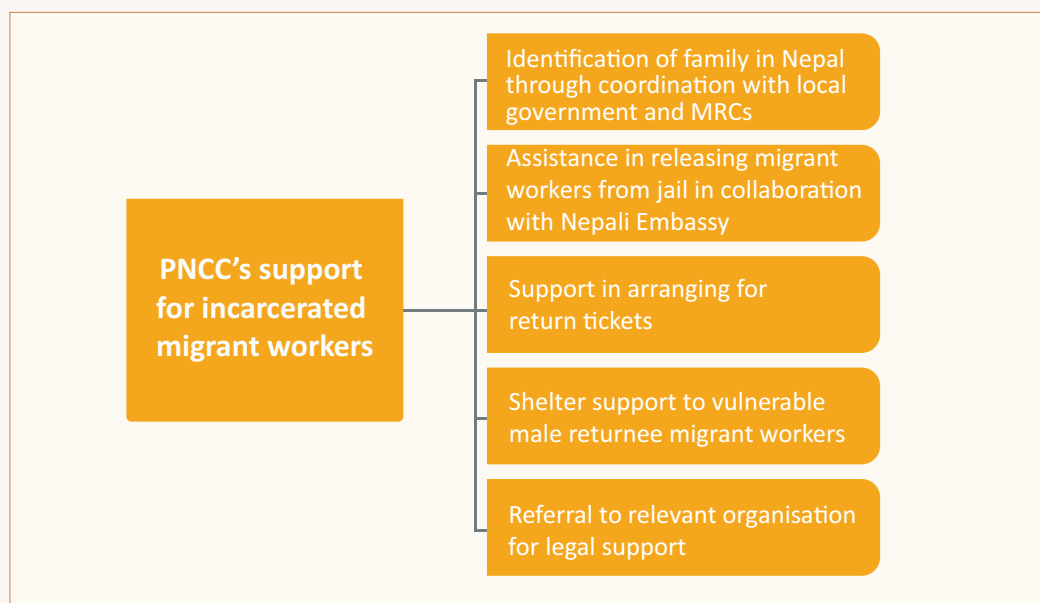 PNCC’s support
for incarcerated
migrant workers
Identification of family in Nepal
through coordination with local
government and MRCs
Assistance in releasing migrant
workers from jail in collaboration
with Nepali Embassy
Support in arranging for
return tickets
Shelter support to vulnerable
male returnee migrant workers
Referral to relevant organisation
for legal support